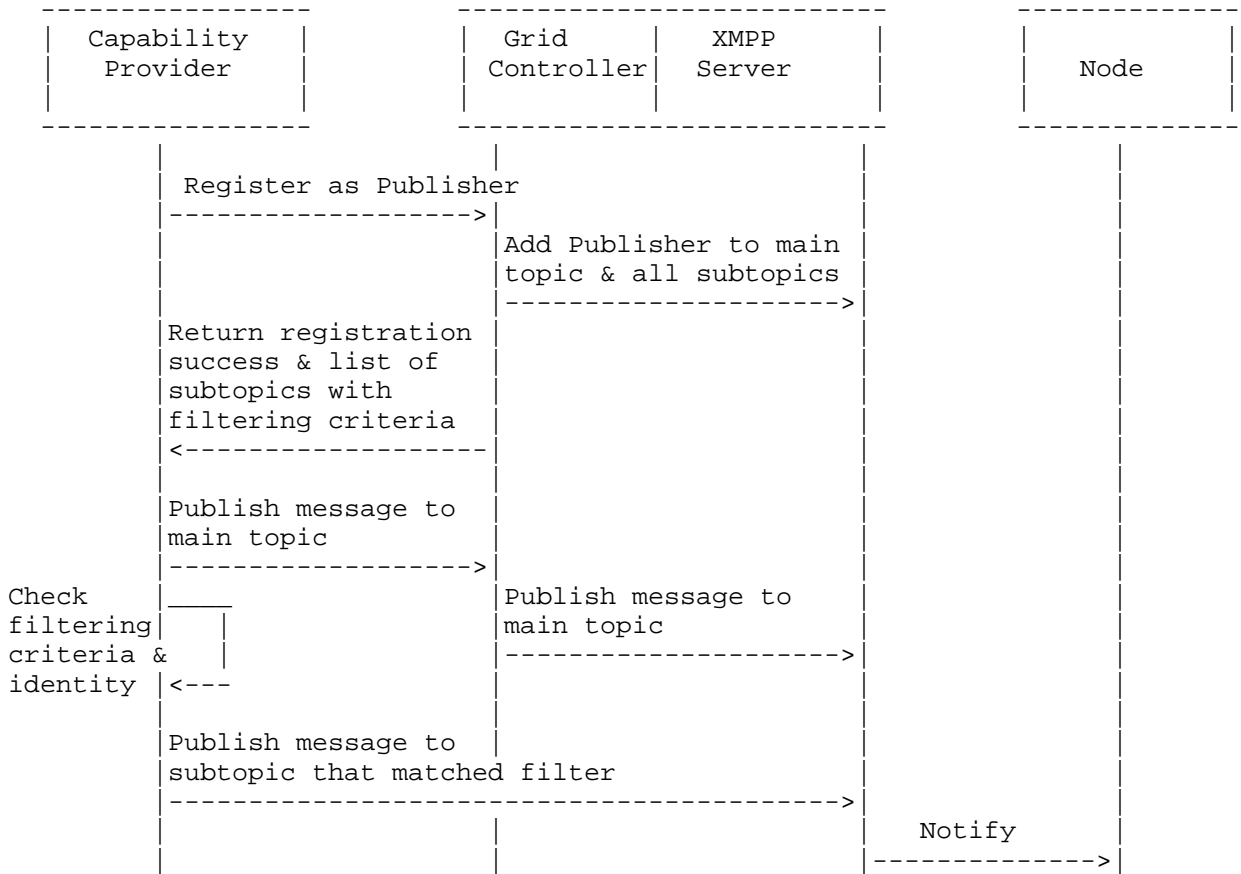 Capability Grid XMPP
Provider Controller Server Node
Register as Publisher
Add Publisher to main
topic & all subtopics
Return registration
success & list of
subtopics with
filtering criteria
Publish message to
main topic
Check Publish message to
filtering main topic
criteria &
identity
Publish message to
subtopic that matched filter
Notify